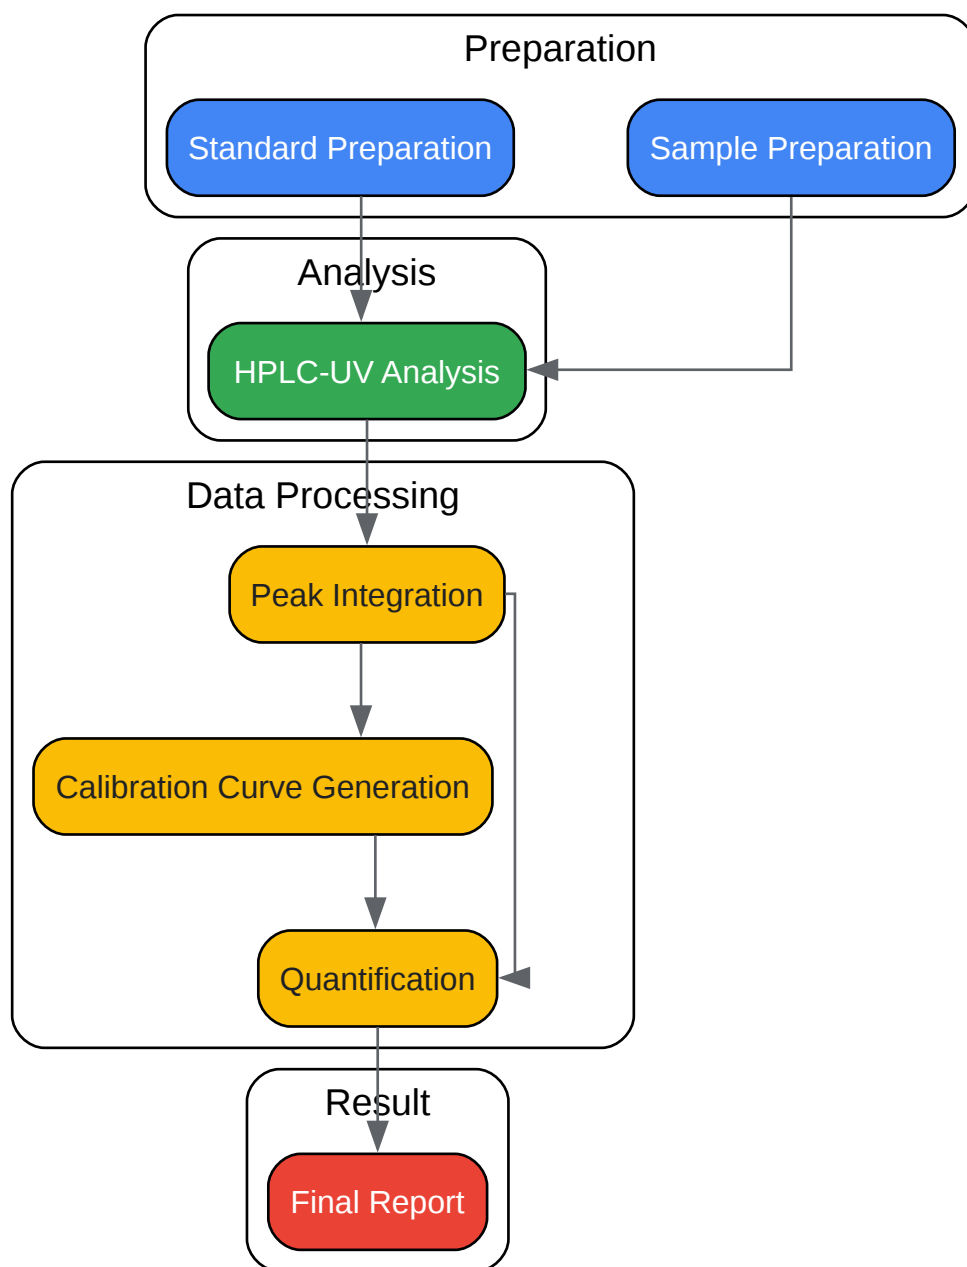 Preparation
Standard Preparation
Sample Preparation
Analysis
HPLC-UV Analysis
Data Processing
Peak Integration
Calibration Curve Generation
Quantification
Result
Final Report